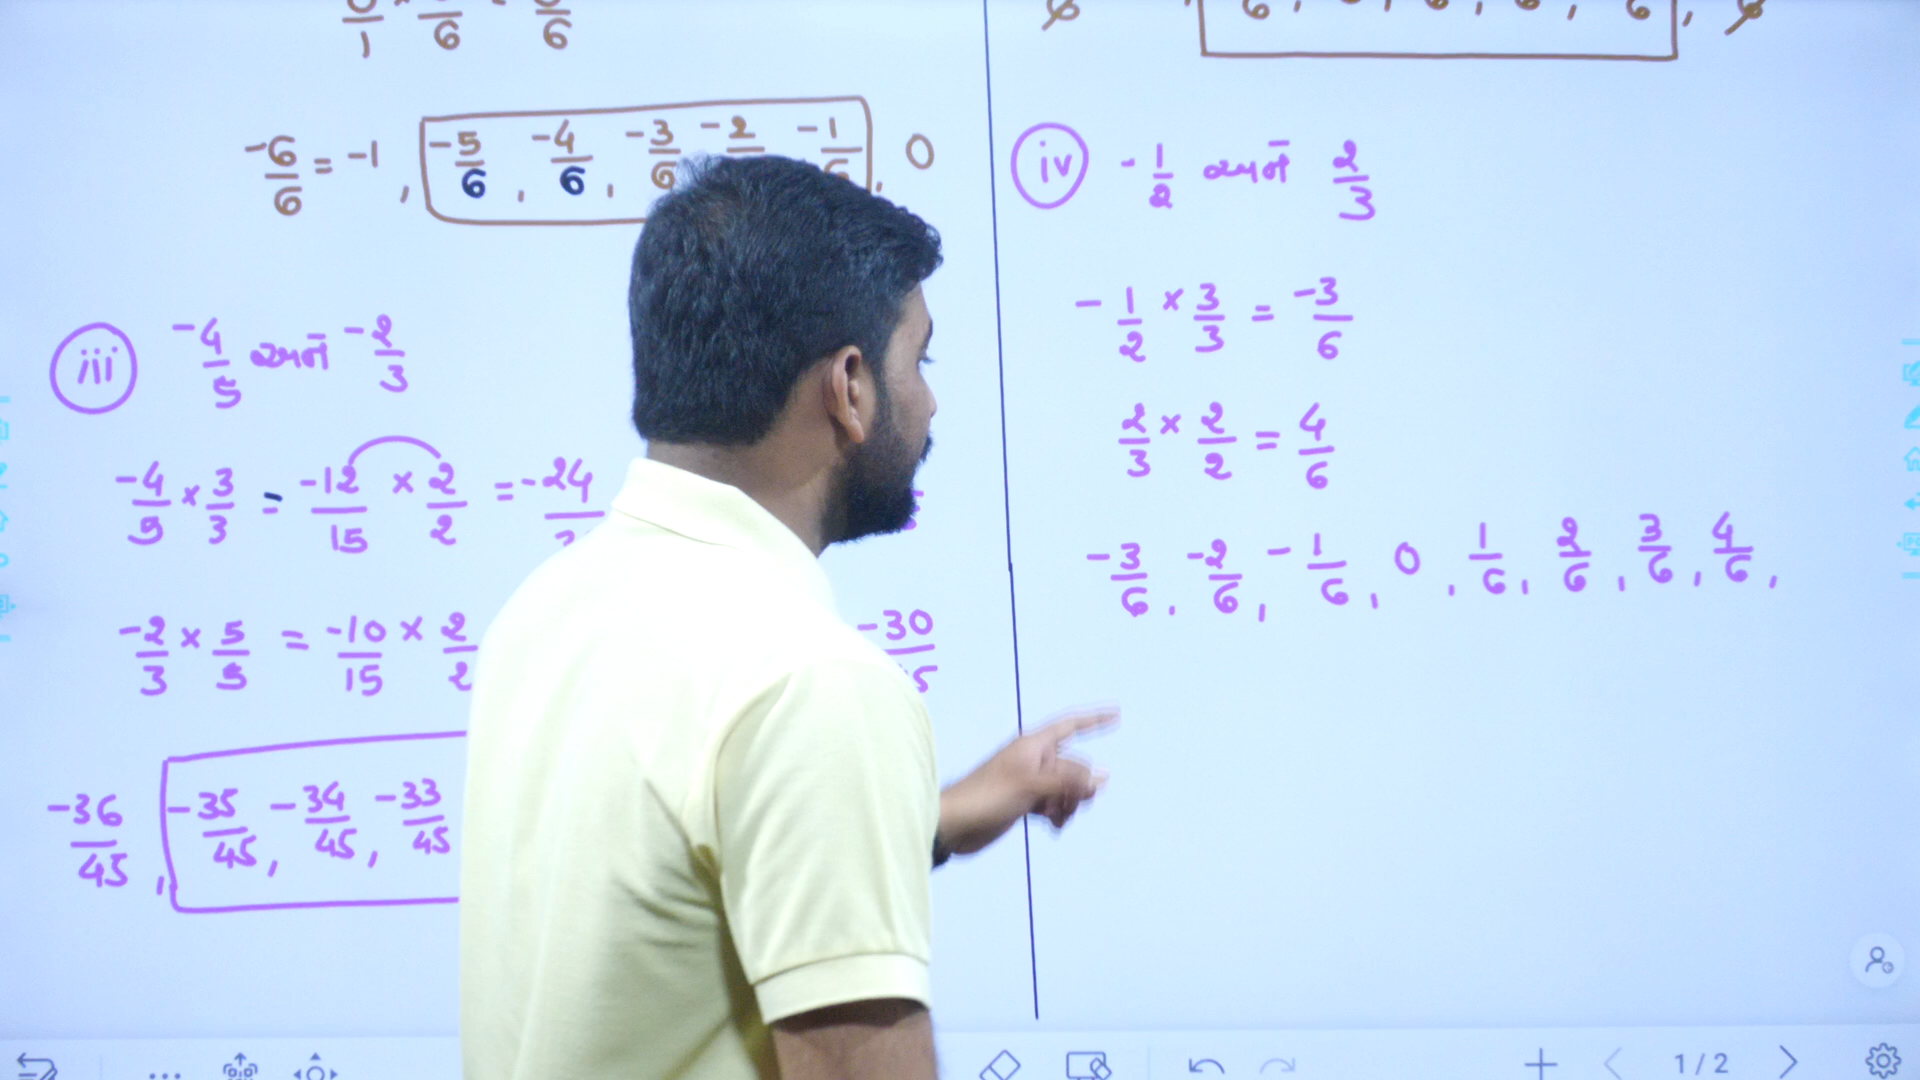 -6/6 = -1, -5/6, -4/6, -3/6 -2 -1/6, 0
iii -4/5 અને -2/3
-4/5 × 3/3 = -12/15 × 2/2 = -24
-2/3 × 5/5 = -10/15 × 2/2 -30
-36/45, -35/45, -34/45, -33/45
iv -1/2 અને 2/3
-1/2 × 3/3 = -3/6
2/3 × 2/2 = 4/6
-3/6, -2/6, -1/6, 0, 1/6, 2/6, 3/6, 4/6,
1/2